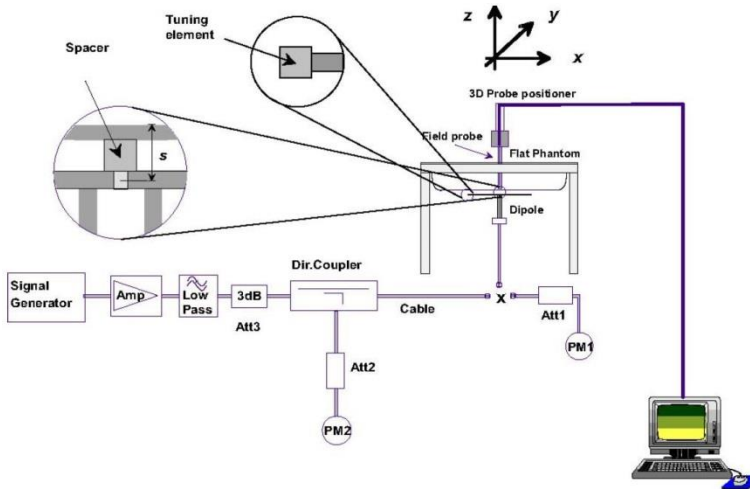 Tuning
element
Spacer
s
z
y
x
3D Probe positioner
Field probe
Flat Phantom
Dipole
Signal
Generator
Amp
Low
Pass
3dB
Att3
Dir.Coupler
Cable
x
Att1
PM1
Att2
PM2